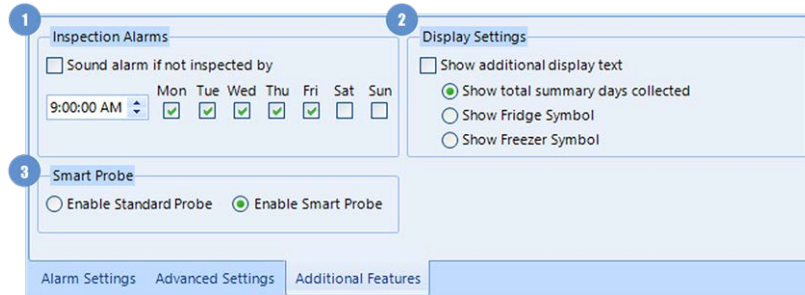 1
Inspection Alarms
Sound alarm if not inspected by
Mon Tue Wed Thu Fri Sat Sun
9:00:00 AM
2
Display Settings
Show additional display text
Show total summary days collected
Show Fridge Symbol
Show Freezer Symbol
3
Smart Probe
Enable Standard Probe Enable Smart Probe
Alarm Settings Advanced Settings Additional Features